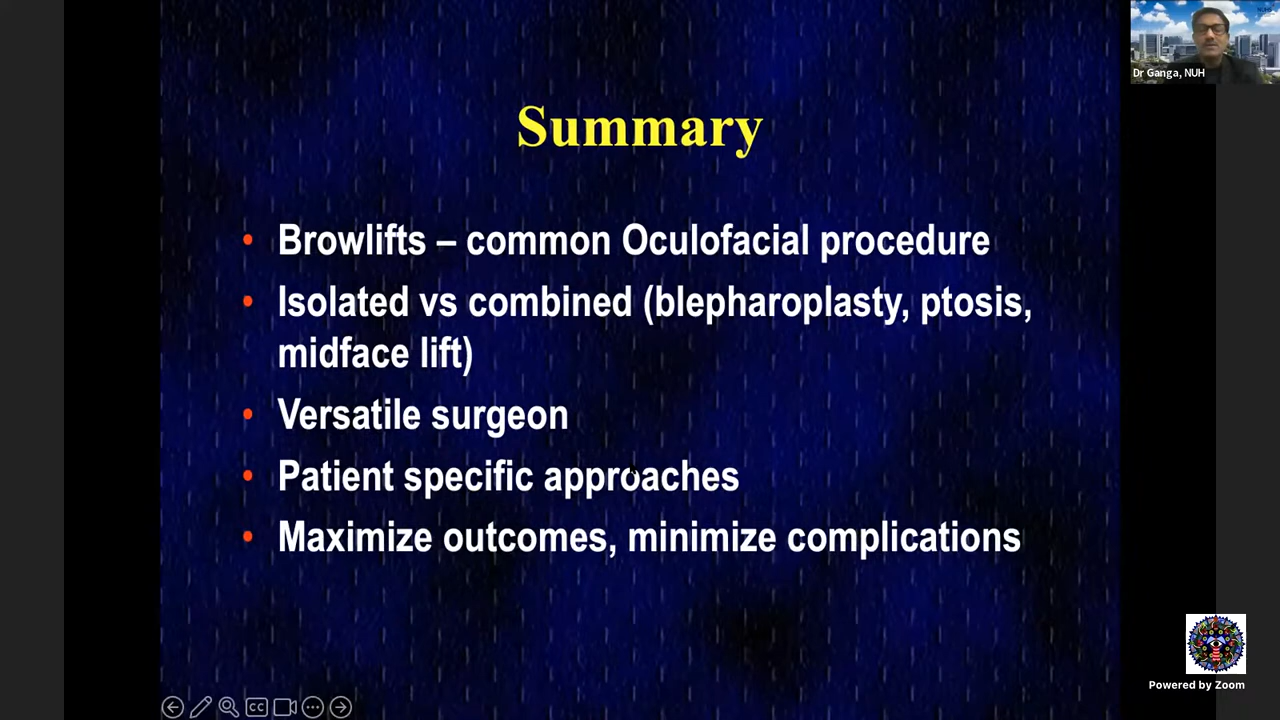 Dr Ganga, NUH
Summary
• Browlifts – common Oculofacial procedure
• Isolated vs combined (blepharoplasty, ptosis,
midface lift)
• Versatile surgeon
• Patient specific approaches
• Maximize outcomes, minimize complications
CC
Powered by Zoom